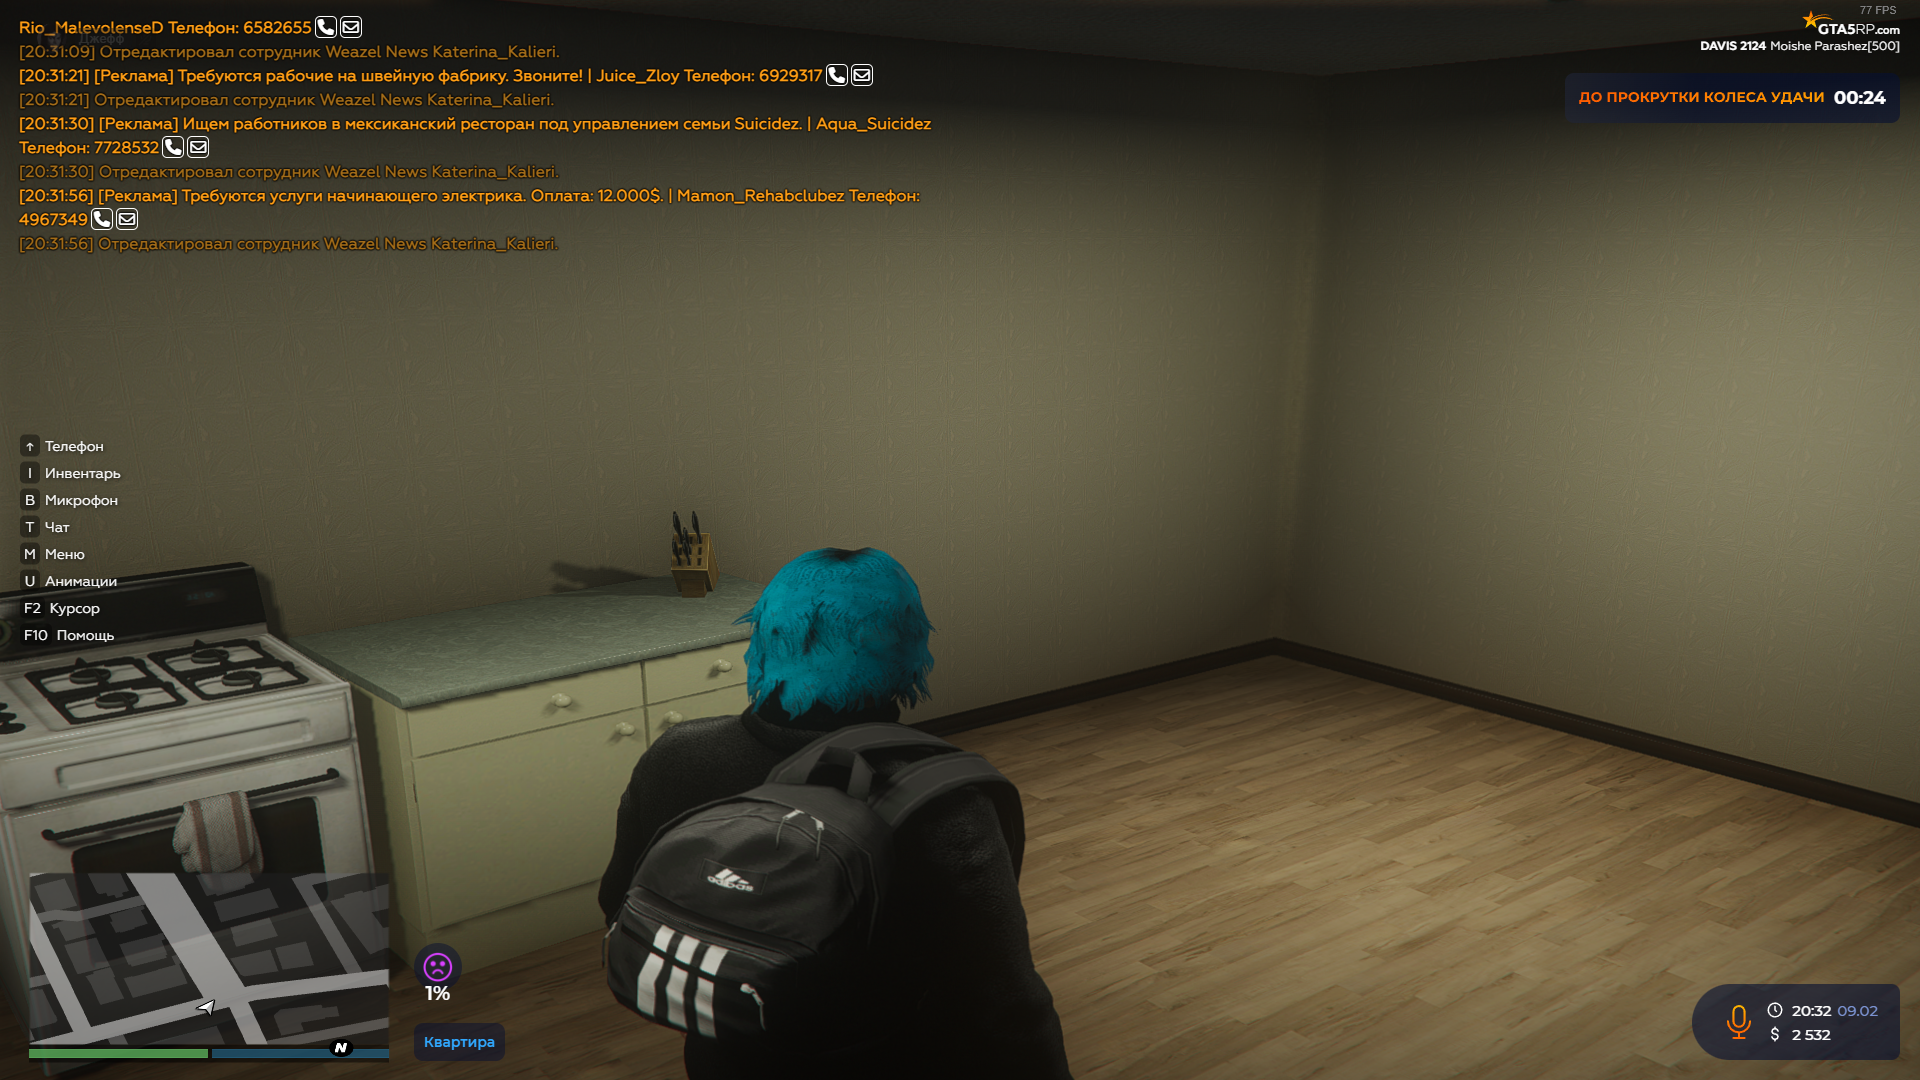 Rio_MalevolenseD Телефон: 6582655
Джефф
[20:31:09] Отредактировал сотрудник Weazel News Katerina_Kalieri.
[20:31:21] [Реклама] Требуются рабочие на швейную фабрику. Звоните! | Juice_Zloy Телефон: 6929317
[20:31:21] Отредактировал сотрудник Weazel News Katerina_Kalieri.
[20:31:30] [Реклама] Ищем работников в мексиканский ресторан под управлением семьи Suicidez. | Aqua_Suicidez
Телефон: 7728532
[20:31:30] Отредактировал сотрудник Weazel News Katerina_Kalieri.
[20:31:56] [Реклама] Требуются услуги начинающего электрика. Оплата: 12.000$. | Mamon_Rehabclubez Телефон:
4967349
[20:31:56] Отредактировал сотрудник Weazel News Katerina_Kalieri.
77 FPS
GTA5RP.com
DAVIS 2124 Moishe Parashez[500]
ДО ПРОКРУТКИ КОЛЕСА УДАЧИ 00:24
↑ Телефон
I Инвентарь
B Микрофон
T Чат
M Меню
U Анимации
F2 Курсор
F10 Помощь
adidas
N
1%
Квартира
20:32 09.02
$ 2 532